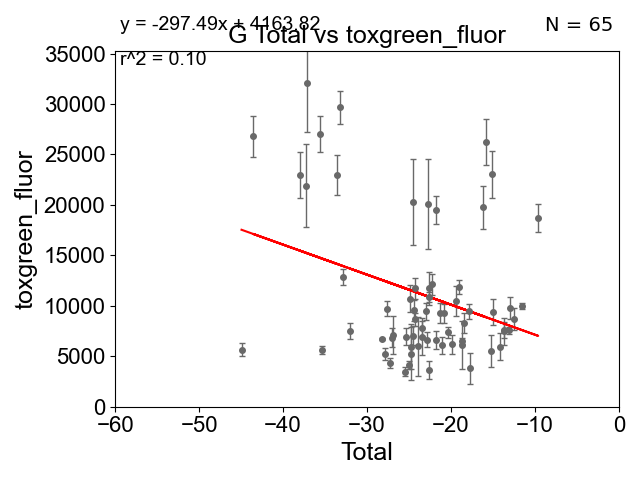 y = -297.49x + 4163.82
N = 65
G Total vs toxgreen_fluor
r^2 = 0.10
35000
30000
25000
20000
15000
10000
5000
0
toxgreen_fluor
−60 −50 −40 −30 −20 −10 0
Total